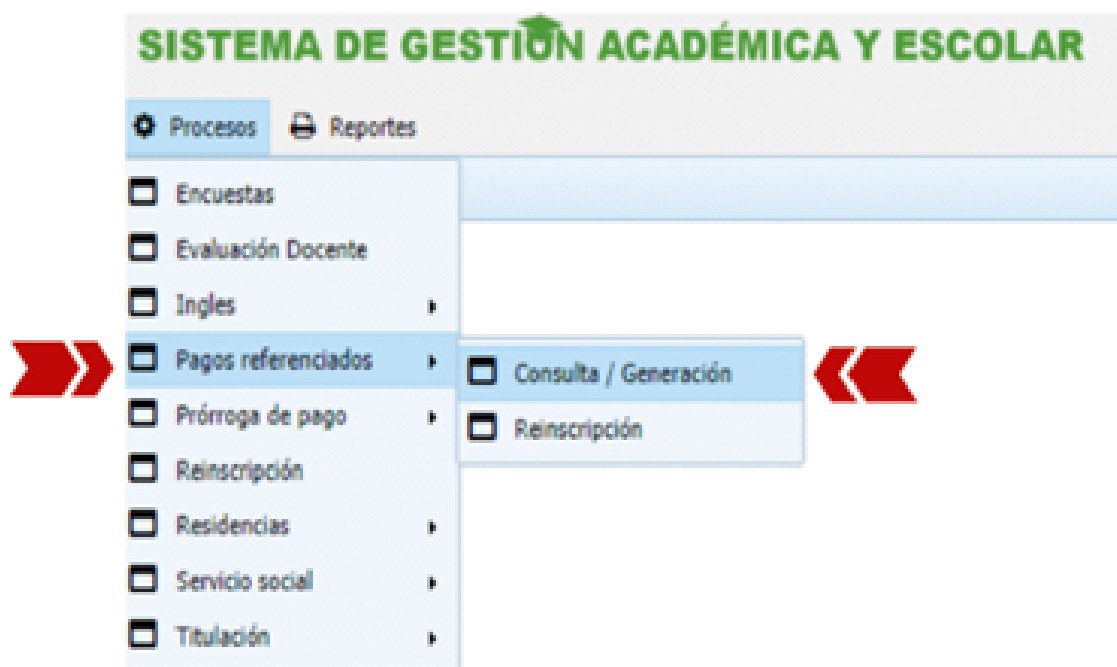 SISTEMA DE GESTIÓN ACADÉMICA Y ESCOLAR
Procesos Reportes
Encuestas
Evaluación Docente
Ingles
Pagos referenciados
Consulta / Generación
Prórroga de pago
Reinscripción
Reinscripción
Residencias
Servicio social
Titulación